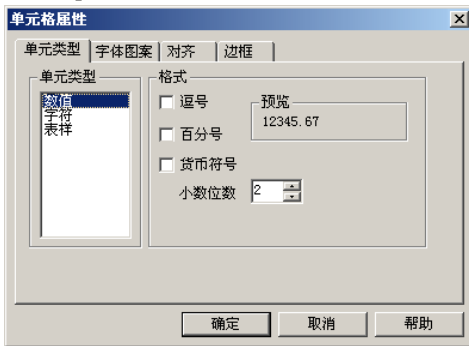 单元格属性
单元类型 字体图案 对齐 边框
单元类型
数值
字符
表样
格式
逗号
百分号
货币符号
小数位数 2
预览
12345.67
确定 取消 帮助